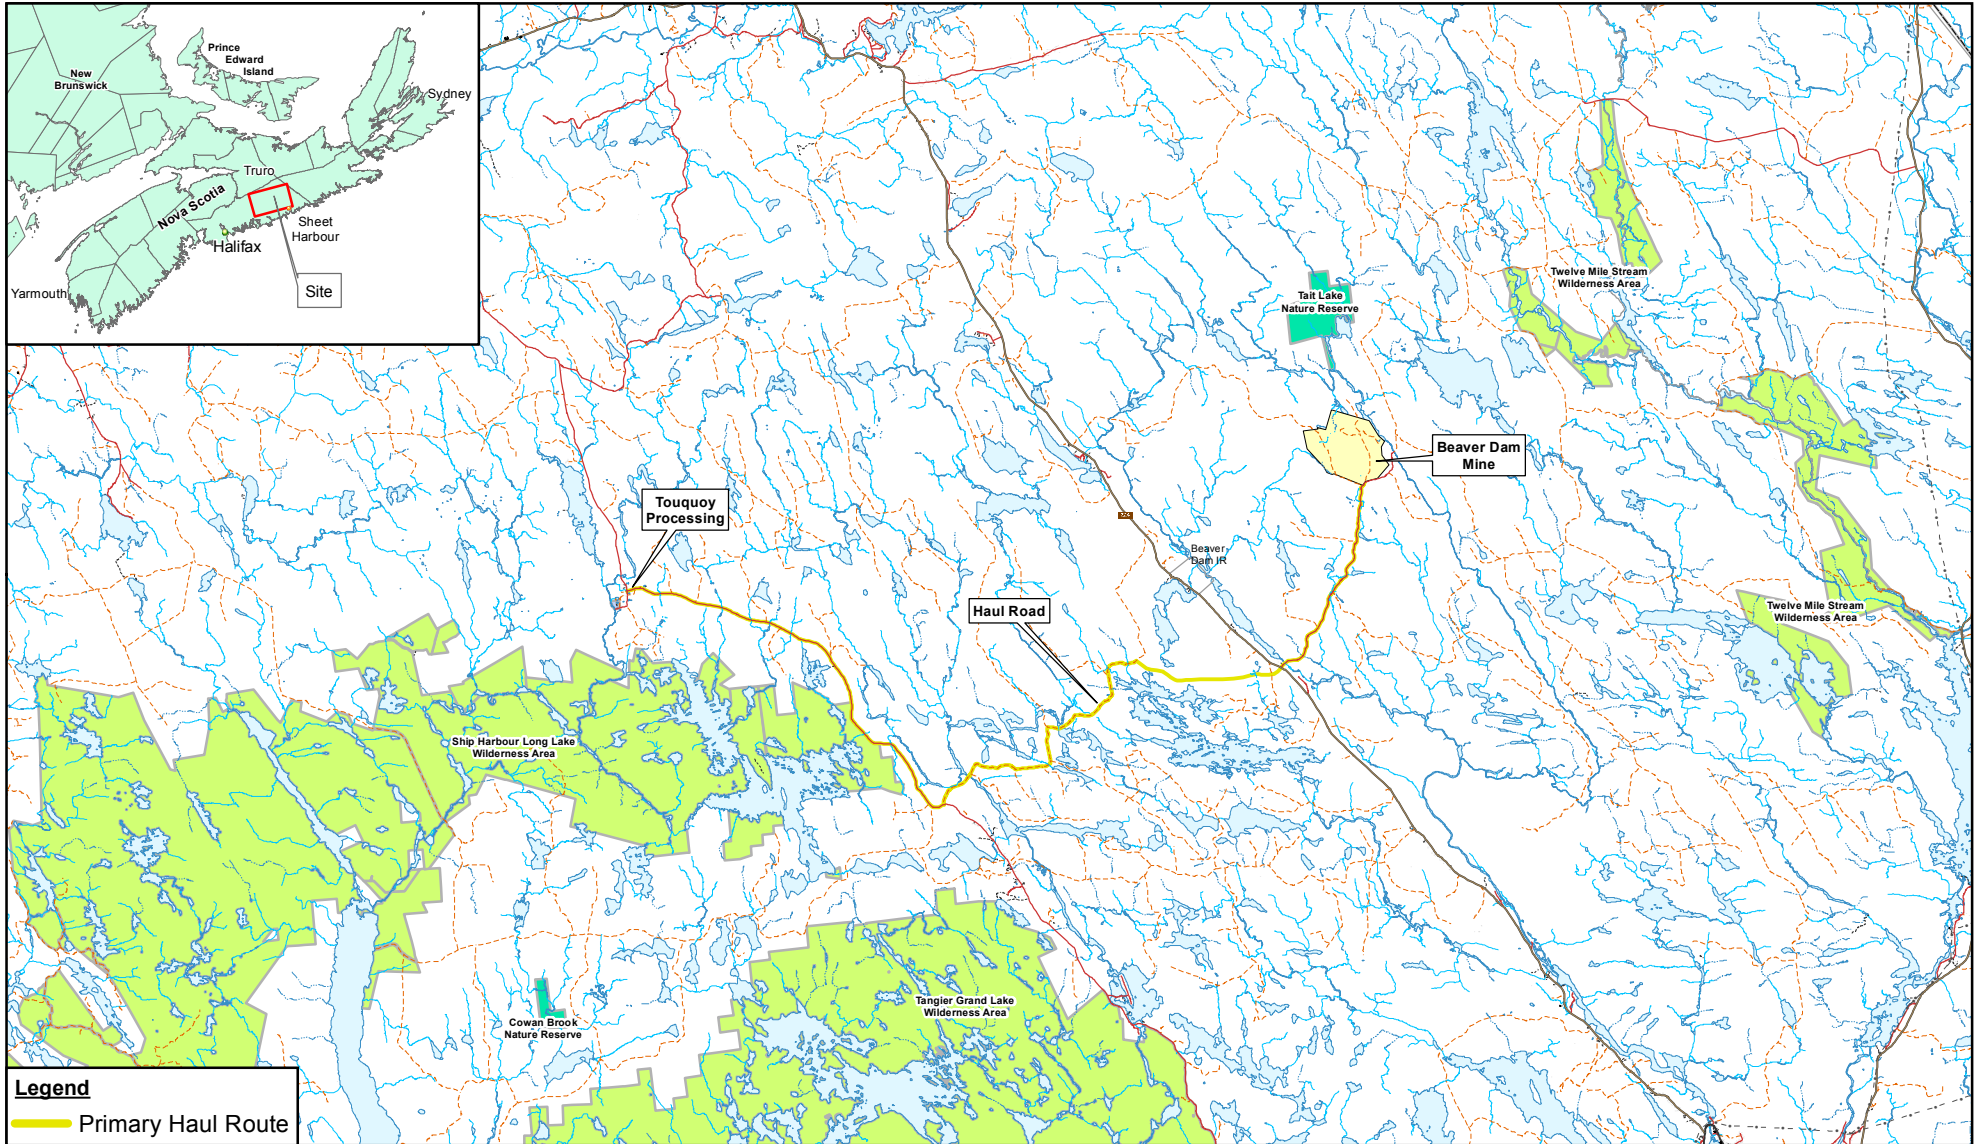 New
Brunswick
Prince
Edward
Island
Sydney
Truro
Nova Scotia
Sheet
Harbour
Halifax
Yarmouth
Site
Twelve Mile Stream
Wilderness Area
Tait Lake
Nature Reserve
Beaver Dam
Mine
Touquoy
Processing
224
Beaver
Dam IR
Haul Road
Twelve Mile Stream
Wilderness Area
Ship Harbour Long Lake
Wilderness Area
Tangier Grand Lake
Wilderness Area
Cowan Brook
Nature Reserve
Legend
Primary Haul Route